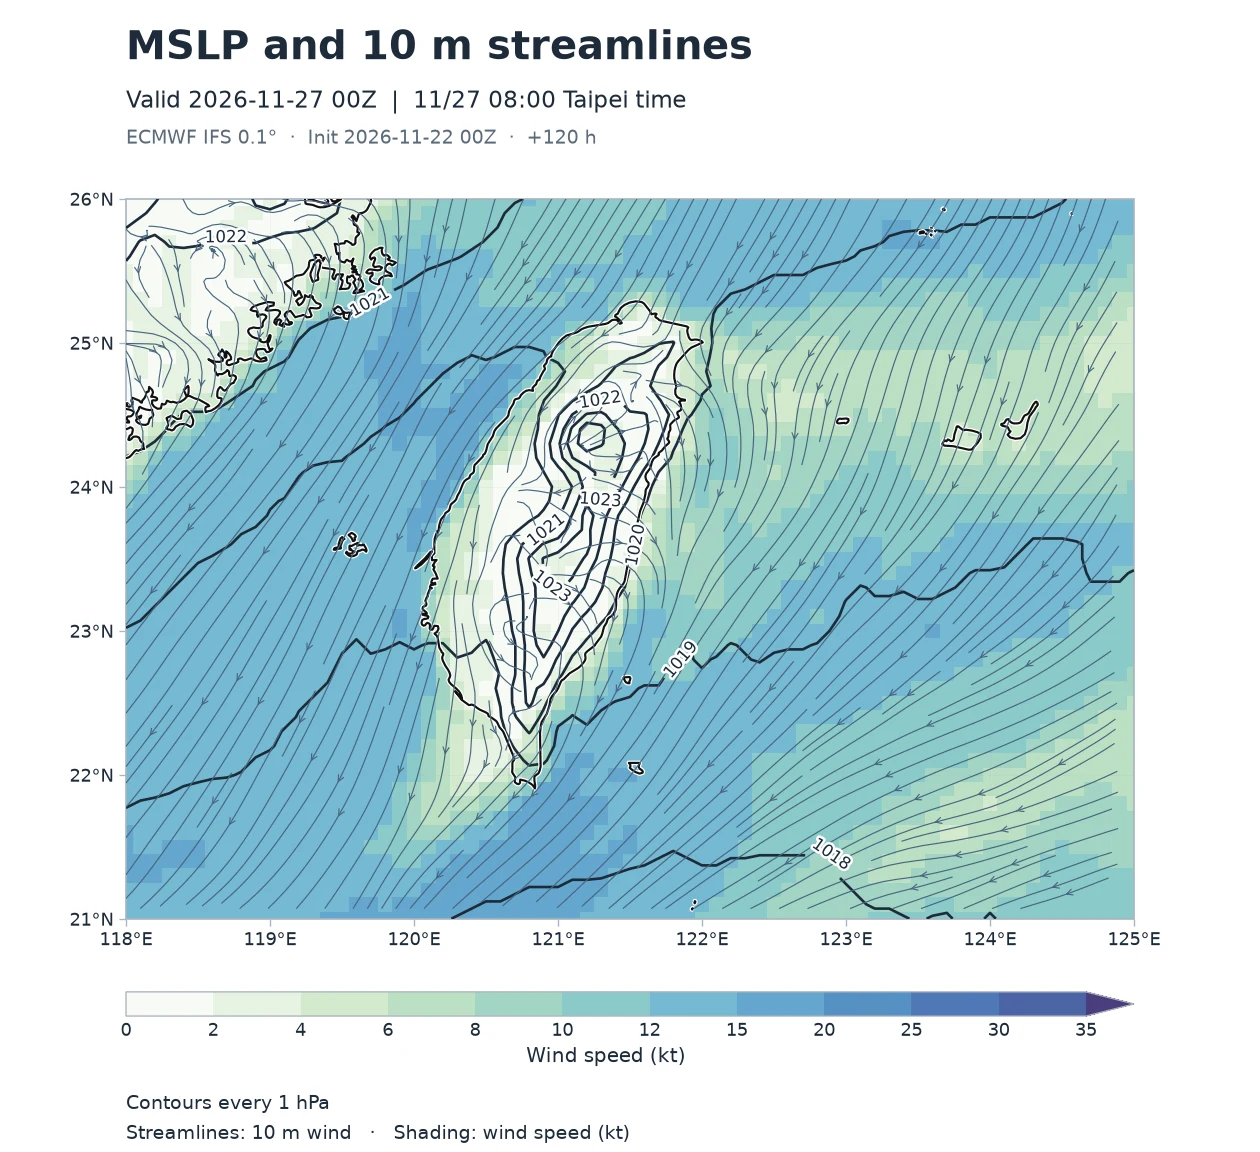 MSLP and 10 m streamlines
Valid 2026-11-27 00Z | 11/27 08:00 Taipei time
ECMWF IFS 0.1° · Init 2026-11-22 00Z · +120 h
26°N
1022
1021
25°N
1022
24°N
1023
1021
1020
1023
23°N
1019
22°N
1018
21°N
118°E 119°E 120°E 121°E 122°E 123°E 124°E 125°E
0 2 4 6 8 10 12 15 20 25 30 35
Wind speed (kt)
Contours every 1 hPa
Streamlines: 10 m wind · Shading: wind speed (kt)